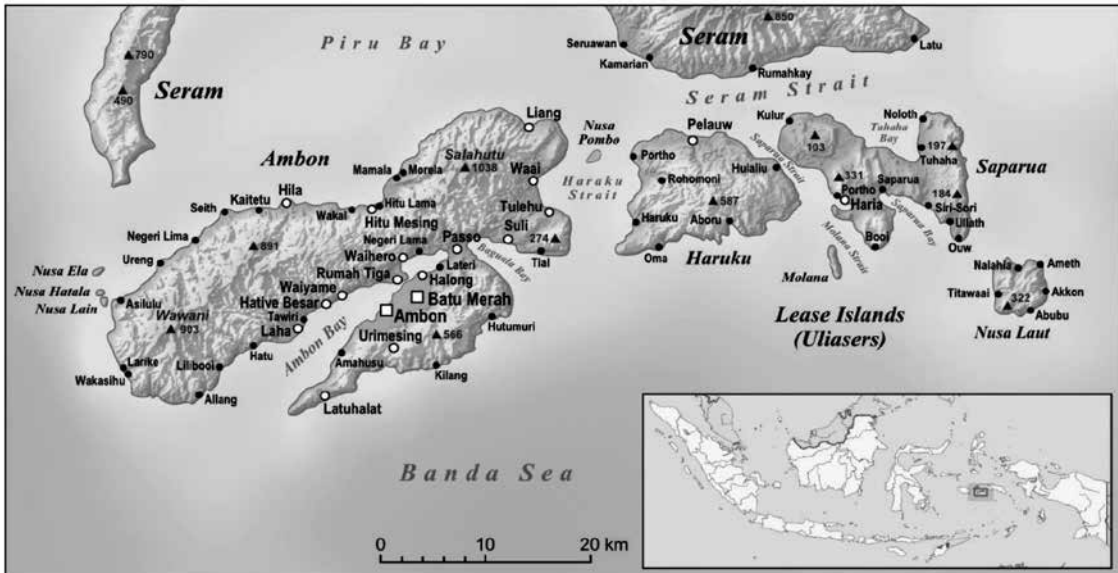 850
Piru Bay
Seram
Latu
Seruawan
790
Kamarian
Rumahkay
490
Seram
Seram Strait
Kulur
Noloth
Liang
Nusa
Pombo
Pelauw
Tuhaha
Bay
193
197
Tuhaha
Saparua
Ambon
Salahutu
1038
Mamala
Morela
Waai
Portho
Hulaliu
Saparua Strait
331
Saparua
Haruku
Strait
Rohomoni
Portho
Haria
184
Siri-Sori
Hila
Kaitetu
Seith
Wakal
Hitu Lama
Hitu Mesing
Tulehu
587
Haruku
Aboru
Saparua Bay
Ullath
Negeri Lima
891
Negeri Lama
Passo
Suli
274
Tial
Oma
Haruku
Booi
Ouw
Ureng
Waihero
Baguala Bay
Molana Strait
Nusa Ela
Rumah Tiga
Lateri
Halong
Molana
Nalahia
Ameth
Nusa Hatala
Waiyame
Titawaai
Akkon
Nusa Lain
Asilulu
Hative Besar
Batu Merah
322
Wawani
903
Tawiri
Ambon
Lease Islands
(Uliasers)
Abubu
Nusa Laut
Laha
Urimesing
566
Hutumuri
Ambon Bay
Hatu
Larike
Lilibooi
Amahusu
Kilang
Wakasihu
Allang
Latuhalat
Banda Sea
0 10 20 km